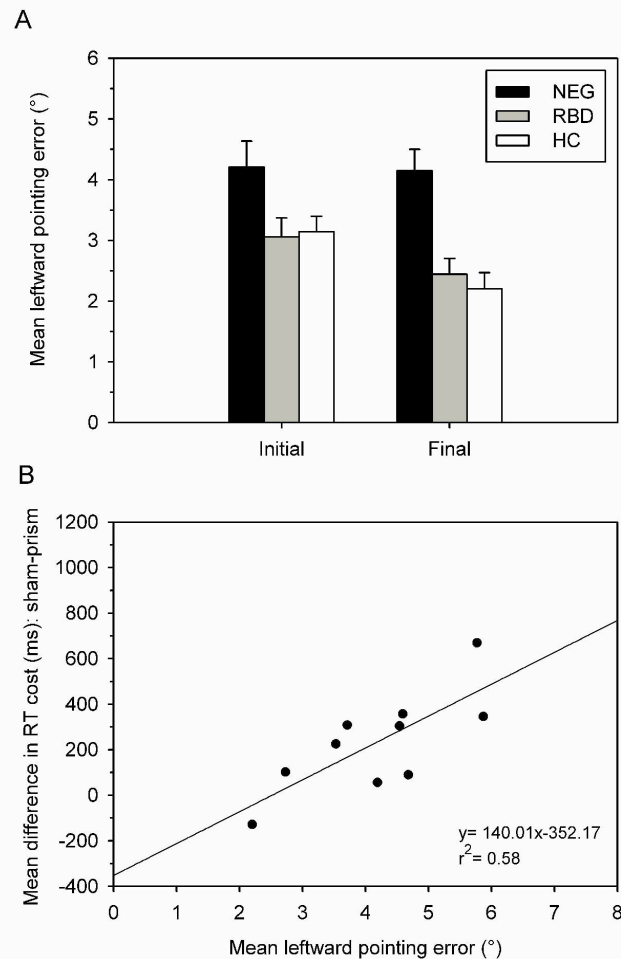 A
Mean leftward pointing error (°)
6
5
4
3
2
1
0
NEG
RBD
HC
Initial Final
B
Mean difference in RT cost (ms): sham-prism
1200
1000
800
600
400
200
0
-200
-400
y= 140.01x-352.17
r2= 0.58
0 1 2 3 4 5 6 7 8
Mean leftward pointing error (°)